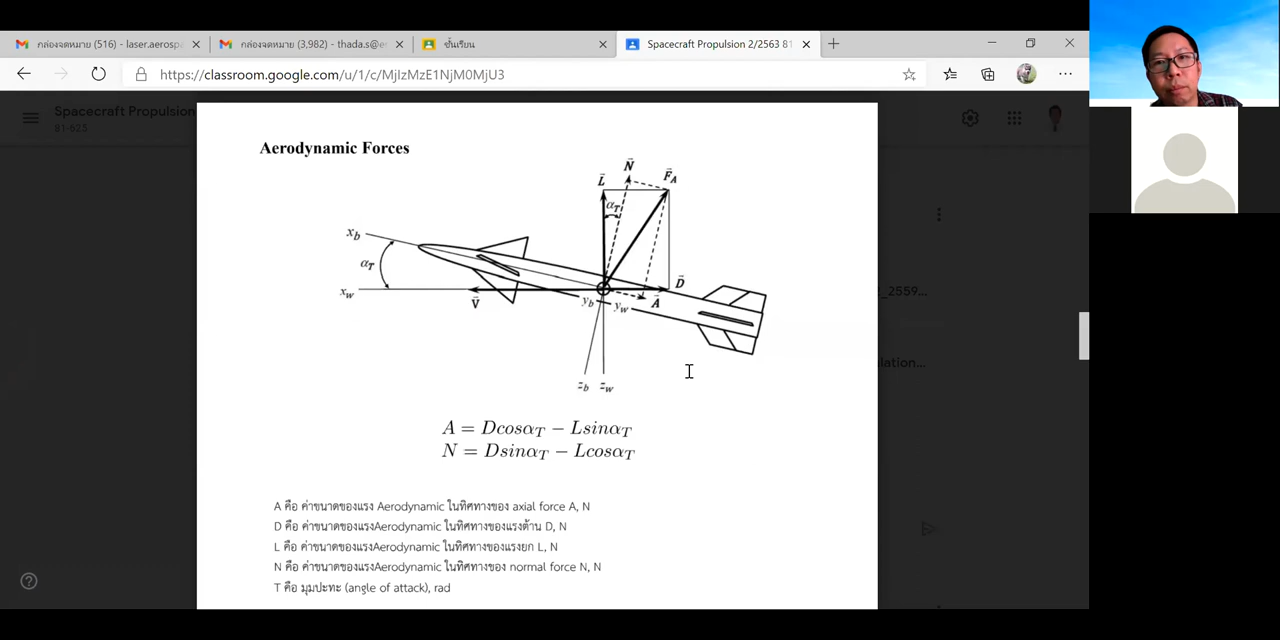 กล่องจดหมาย (516) - laser.aerosp
กล่องจดหมาย (3,982) - thada.s@e
ชั้นเรียน
Spacecraft Propulsion 2/2563 81
https://classroom.google.com/u/1/c/MjIzMzE1NjM0MjU3
Spacecraft Propulsion
81-625
Aerodynamic Forces
N
F_A
L
α_T
x_b
α_T
x_w
D
V
y_b
y_w
A
z_b z_w
A = Dcosα_T − Lsinα_T
N = Dsinα_T − Lcosα_T
A คือ ค่าขนาดของแรง Aerodynamic ในทิศทางของ axial force A, N
D คือ ค่าขนาดของแรงAerodynamic ในทิศทางของแรงต้าน D, N
L คือ ค่าขนาดของแรงAerodynamic ในทิศทางของแรงยก L, N
N คือ ค่าขนาดของแรงAerodynamic ในทิศทางของ normal force N, N
T คือ มุมปะทะ (angle of attack), rad
2_2559
lation